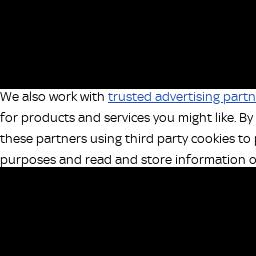 We also work with trusted advertising partn
for products and services you might like. By
these partners using third party cookies to
purposes and read and store information o